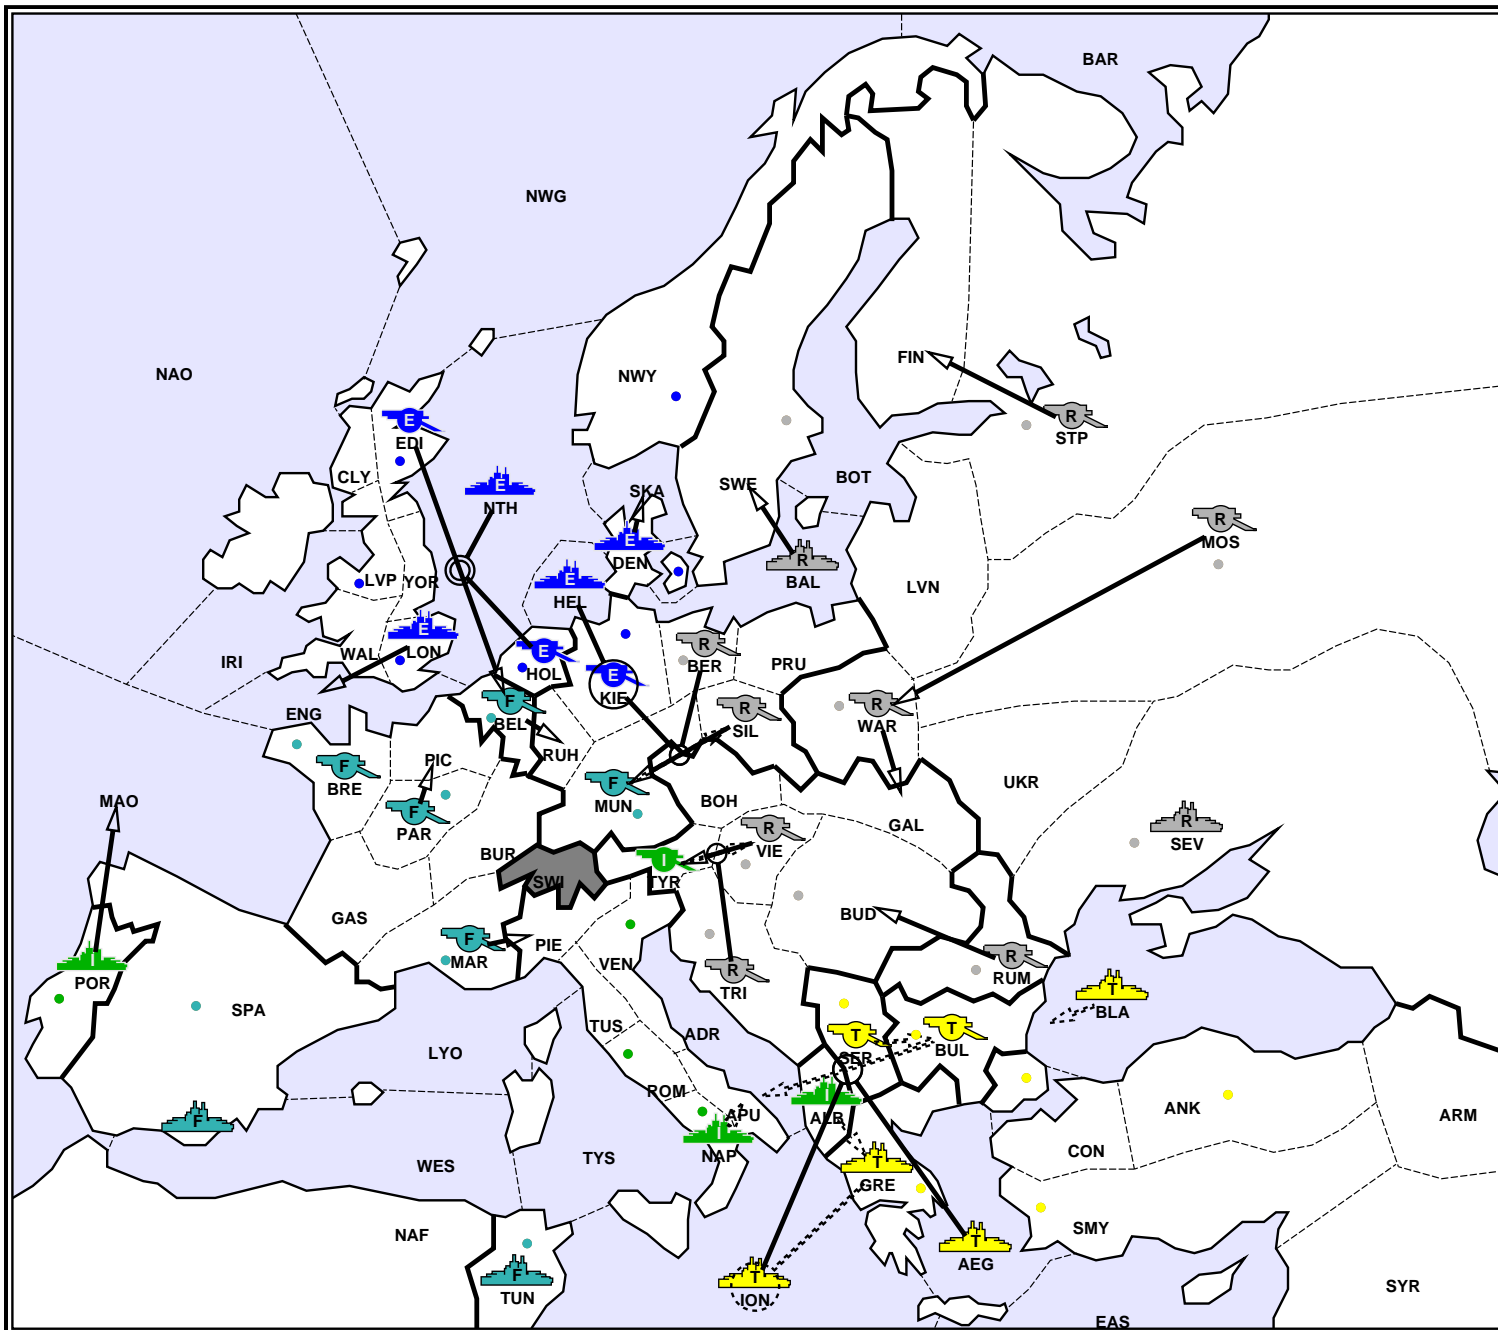 BAR
NWG
NAO
FIN
NWY
R
STP
E
EDI
CLY
E
NTH
SKA
SWE
BOT
R
MOS
E
DEN
R
BAL
LVP
YOR
E
HEL
LVN
E
LON
WAL
IRI
E
HOL
E
KIE
R
BER
PRU
ENG
F
BEL
R
SIL
R
WAR
RUH
PIC
F
BRE
MUN
F
BOH
UKR
MAO
F
PAR
GAL
R
SEV
BUR
SWI
I
TYR
R
VIE
GAS
BUD
F
MAR
PIE
VEN
R
TRI
R
RUM
I
POR
SPA
T
BLA
TUS
ADR
T
SER
T
BUL
LYO
ROM
APU
I
ALB
ANK
ARM
F
I
NAP
WES
TYS
T
GRE
CON
NAF
SMY
T
AEG
F
TUN
T
ION
SYR
EAS